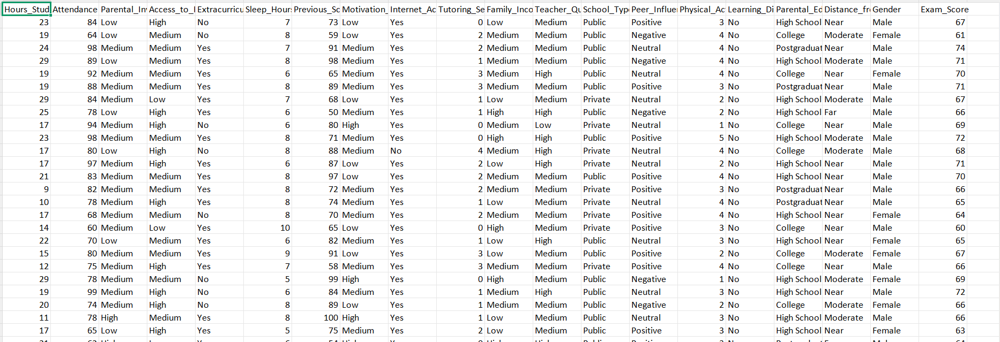 Hours_Stud Attendance Parental_Inv Access_to_ Extracurricu Sleep_Hours Previous_Sc Motivation_ Internet_Ac Tutoring_Se Family_Inco Teacher_Qu School_Type Peer_Influe Physical_Ac Learning_Di Parental_Ed Distance_fr Gender Exam_Score
23 84 Low High No 7 73 Low Yes 0 Low Medium Public Positive 3 No High School Near Male 67
19 64 Low Medium No 8 59 Low Yes 2 Medium Medium Public Negative 4 No College Moderate Female 61
24 98 Medium Medium Yes 7 91 Medium Yes 2 Medium Medium Public Neutral 4 No Postgraduat Near Male 74
29 89 Low Medium Yes 8 98 Medium Yes 1 Medium Medium Public Negative 4 No High School Moderate Male 71
19 92 Medium Medium Yes 6 65 Medium Yes 3 Medium High Public Neutral 4 No College Near Female 70
19 88 Medium Medium Yes 8 89 Medium Yes 3 Medium Medium Public Positive 3 No Postgraduat Near Male 71
29 84 Medium Low Yes 7 68 Low Yes 1 Low Medium Private Neutral 2 No High School Moderate Male 67
25 78 Low High Yes 6 50 Medium Yes 1 High High Public Negative 2 No High School Far Male 66
17 94 Medium High No 6 80 High Yes 0 Medium Low Private Neutral 1 No College Near Male 69
23 98 Medium Medium Yes 8 71 Medium Yes 0 High High Public Positive 5 No High School Moderate Male 72
17 80 Low High No 8 88 Medium No 4 Medium High Private Neutral 4 No College Moderate Male 68
17 97 Medium High Yes 6 87 Low Yes 2 Low High Private Neutral 2 No High School Near Male 71
21 83 Medium Medium Yes 8 97 Low Yes 2 Medium Medium Public Positive 4 No High School Near Male 70
9 82 Medium Medium Yes 8 72 Medium Yes 2 Medium Medium Private Positive 3 No Postgraduat Near Male 66
10 78 Medium High Yes 8 74 Medium Yes 1 Low Medium Private Neutral 4 No Postgraduat Near Male 65
17 68 Medium Medium No 8 70 Medium Yes 2 Medium Medium Private Positive 4 No High School Near Female 64
14 60 Medium Low Yes 10 65 Low Yes 0 High Medium Private Positive 3 No College Near Male 60
22 70 Low Medium Yes 6 82 Medium Yes 1 Low High Public Neutral 3 No High School Near Female 65
15 80 Medium Medium Yes 9 91 Low Yes 3 Low Medium Public Positive 2 No College Moderate Female 67
12 75 Medium High Yes 7 58 Medium Yes 3 Medium Medium Private Positive 4 No College Near Male 66
29 78 Medium Medium No 5 99 High Yes 0 High Medium Public Negative 1 No High School Moderate Female 69
19 99 Medium High No 6 84 Medium Yes 1 Medium High Public Neutral 3 No High School Near Male 72
20 74 Medium High No 8 89 Low Yes 1 Medium Medium Public Negative 2 No College Moderate Female 66
11 78 High Medium Yes 8 100 High Yes 1 Low Medium Public Neutral 3 No High School Moderate Male 66
17 65 Low High Yes 5 75 Medium Yes 2 Low Medium Public Positive 3 No High School Near Female 63